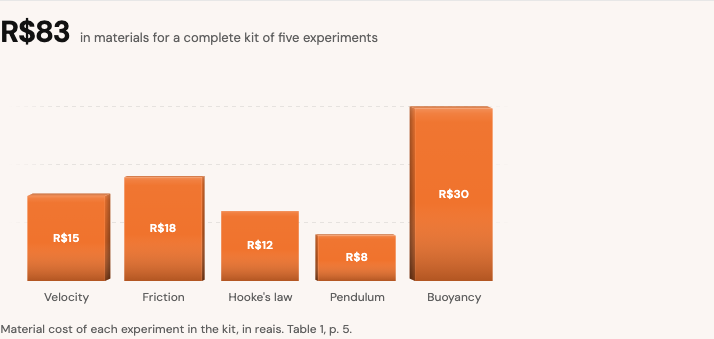 R$83 in materials for a complete kit of five experiments
R$15
R$18
R$12
R$8
R$30
Velocity
Friction
Hooke's law
Pendulum
Buoyancy
Material cost of each experiment in the kit, in reais. Table 1, p. 5.